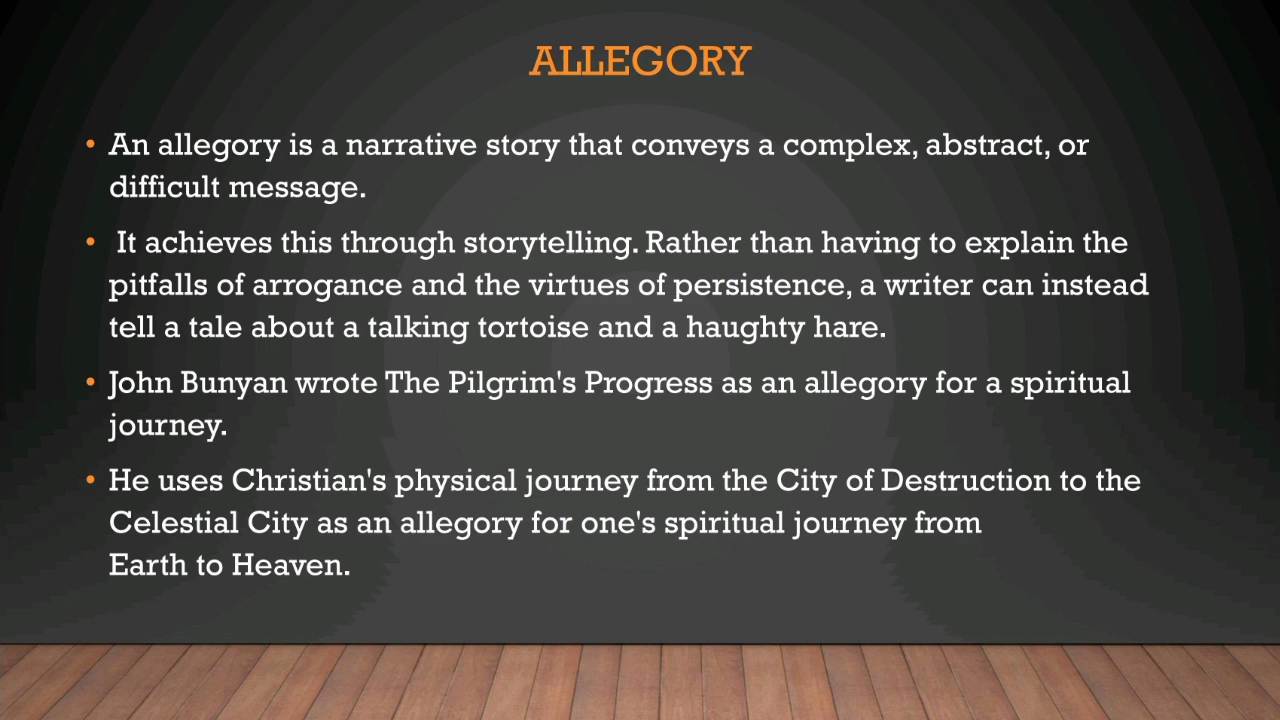 ALLEGORY
• An allegory is a narrative story that conveys a complex, abstract, or
difficult message.
• It achieves this through storytelling. Rather than having to explain the
pitfalls of arrogance and the virtues of persistence, a writer can instead
tell a tale about a talking tortoise and a haughty hare.
• John Bunyan wrote The Pilgrim's Progress as an allegory for a spiritual
journey.
• He uses Christian's physical journey from the City of Destruction to the
Celestial City as an allegory for one's spiritual journey from
Earth to Heaven.